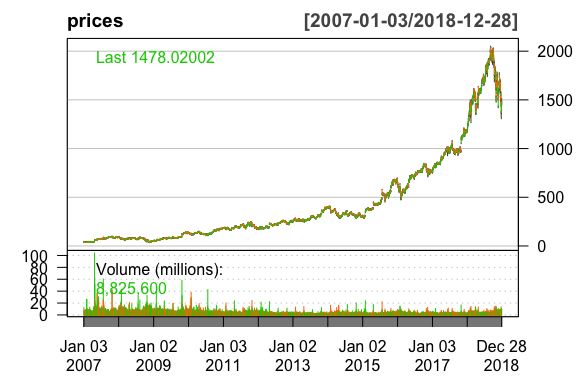 prices [2007-01-03/2018-12-28]
Last 1478.02002
2000
1500
1000
500
0
Volume (millions):
8,825,600
100
80
60
40
20
0
Jan 03 Jan 02 Jan 03 Jan 02 Jan 02 Jan 03 Dec 28
2007 2009 2011 2013 2015 2017 2018